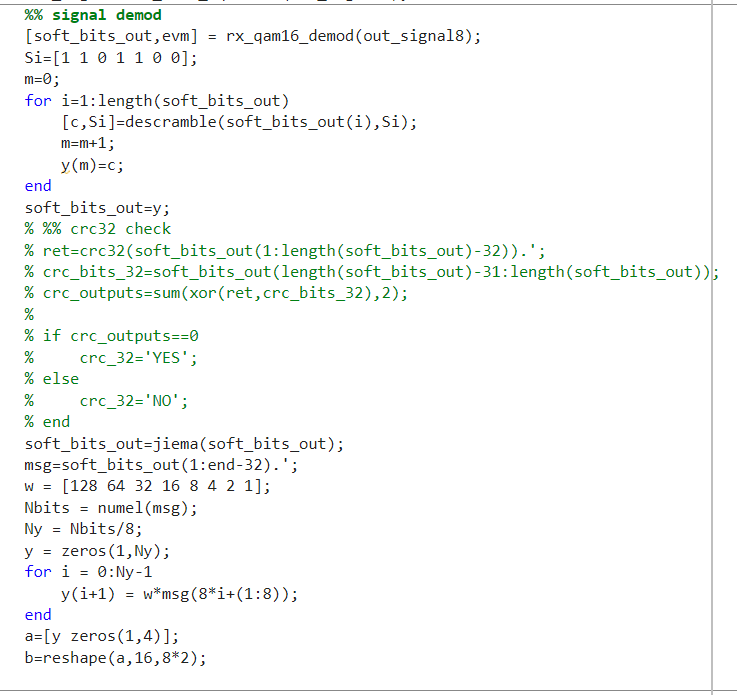 %% signal demod
[soft_bits_out,evm] = rx_qam16_demod(out_signal8);
Si=[1 1 0 1 1 0 0];
m=0;
for i=1:length(soft_bits_out)
    [c,Si]=descramble(soft_bits_out(i),Si);
    m=m+1;
    y(m)=c;
end
soft_bits_out=y;
% %% crc32 check
% ret=crc32(soft_bits_out(1:length(soft_bits_out)-32)).';
% crc_bits_32=soft_bits_out(length(soft_bits_out)-31:length(soft_bits_out));
% crc_outputs=sum(xor(ret,crc_bits_32),2);
%
% if crc_outputs==0
%     crc_32='YES';
% else
%     crc_32='NO';
% end
soft_bits_out=jiema(soft_bits_out);
msg=soft_bits_out(1:end-32).';
w = [128 64 32 16 8 4 2 1];
Nbits = numel(msg);
Ny = Nbits/8;
y = zeros(1,Ny);
for i = 0:Ny-1
    y(i+1) = w*msg(8*i+(1:8));
end
a=[y zeros(1,4)];
b=reshape(a,16,8*2);